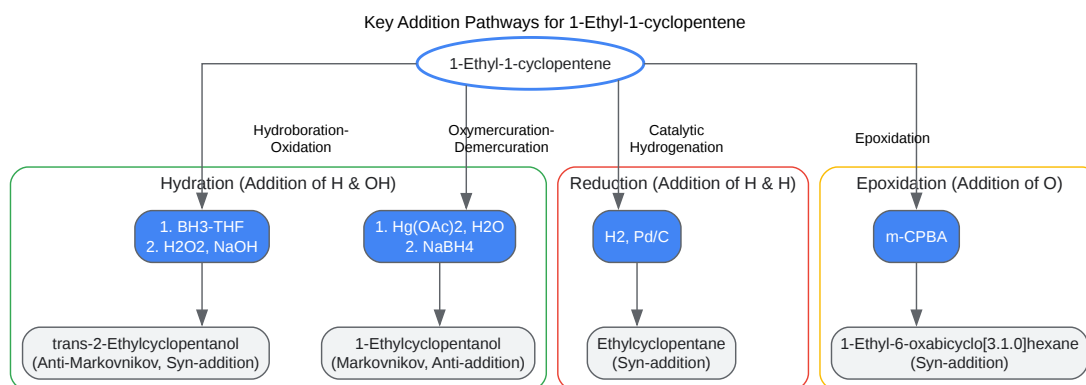 Key Addition Pathways for 1-Ethyl-1-cyclopentene
1-Ethyl-1-cyclopentene
Hydroboration-
Oxidation
Oxymercuration-
Demercuration
Catalytic
Hydrogenation
Epoxidation
Hydration (Addition of H & OH)
Reduction (Addition of H & H)
Epoxidation (Addition of O)
1. BH3-THF
2. H2O2, NaOH
1. Hg(OAc)2, H2O
2. NaBH4
H2, Pd/C
m-CPBA
trans-2-Ethylcyclopentanol
(Anti-Markovnikov, Syn-addition)
1-Ethylcyclopentanol
(Markovnikov, Anti-addition)
Ethylcyclopentane
(Syn-addition)
1-Ethyl-6-oxabicyclo[3.1.0]hexane
(Syn-addition)